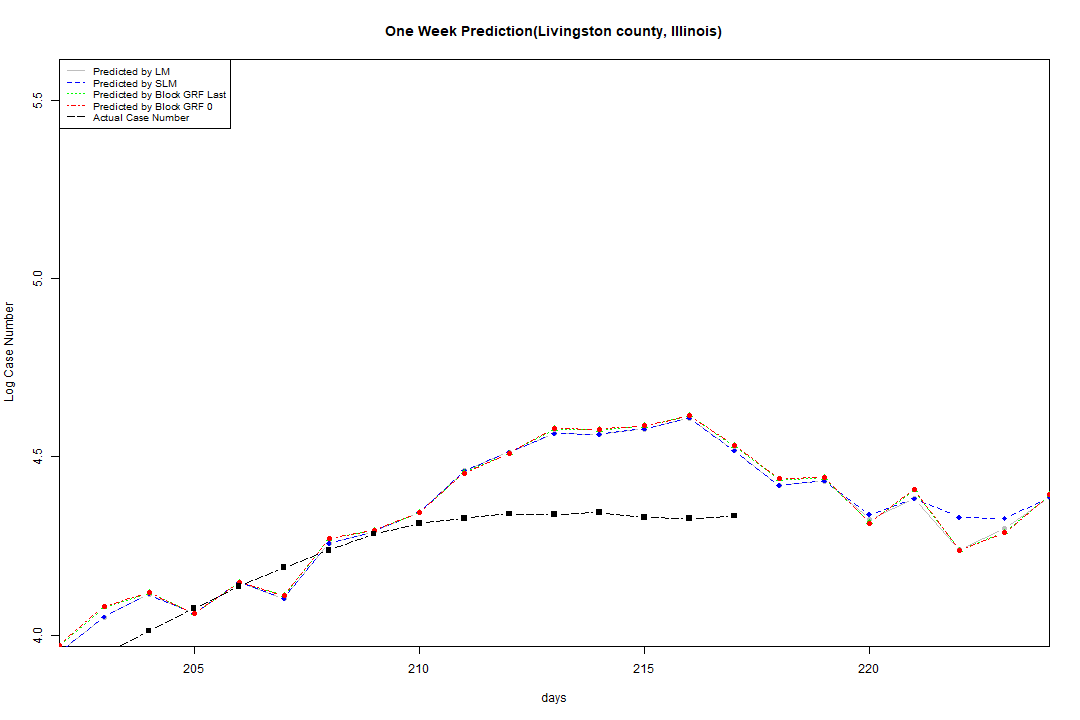 One Week Prediction(Livingston county, Illinois)
Predicted by LM
Predicted by SLM
Predicted by Block GRF Last
Predicted by Block GRF 0
Actual Case Number
5.5
5.0
4.5
4.0
Log Case Number
205
210
215
220
days